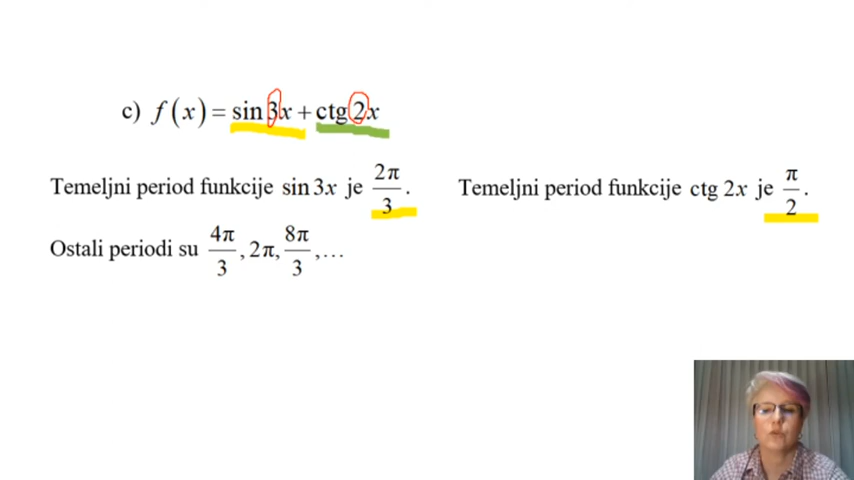 c) f(x) = sin 3x + ctg 2x
Temeljni period funkcije sin 3x je 2π/3.
Temeljni period funkcije ctg 2x je π/2.
Ostali periodi su 4π/3, 2π, 8π/3, ,…